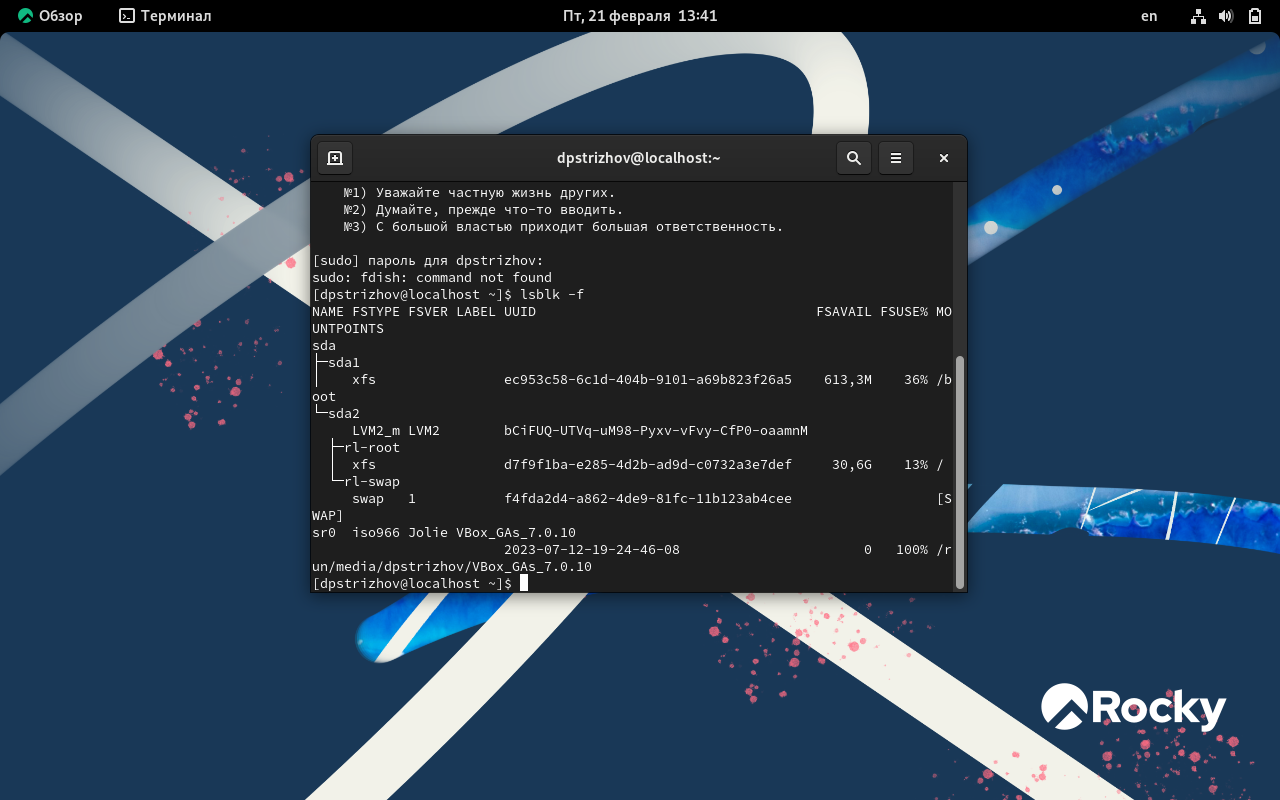 Обзор
Терминал
Пт, 21 февраля 13:41
en
dpstrizhov@localhost:~
№1) Уважайте частную жизнь других.
№2) Думайте, прежде что-то вводить.
№3) С большой властью приходит большая ответственность.
[sudo] пароль для dpstrizhov:
sudo: fdish: command not found
[dpstrizhov@localhost ~]$ lsblk -f
NAME FSTYPE FSVER LABEL UUID                                   FSAVAIL FSUSE% MO
UNTPOINTS
sda
├─sda1
│    xfs                ec953c58-6c1d-404b-9101-a69b823f26a5    613,3M    36% /b
oot
└─sda2
     LVM2_m LVM2        bCiFUQ-UTVq-uM98-Pyxv-vFvy-CfP0-oaamnM
  ├─rl-root
  │  xfs                d7f9f1ba-e285-4d2b-ad9d-c0732a3e7def     30,6G    13% /
  └─rl-swap
     swap   1           f4fda2d4-a862-4de9-81fc-11b123ab4cee                  [S
WAP]
sr0  iso966 Jolie VBox_GAs_7.0.10
                        2023-07-12-19-24-46-08                       0   100% /r
un/media/dpstrizhov/VBox_GAs_7.0.10
[dpstrizhov@localhost ~]$
Rocky